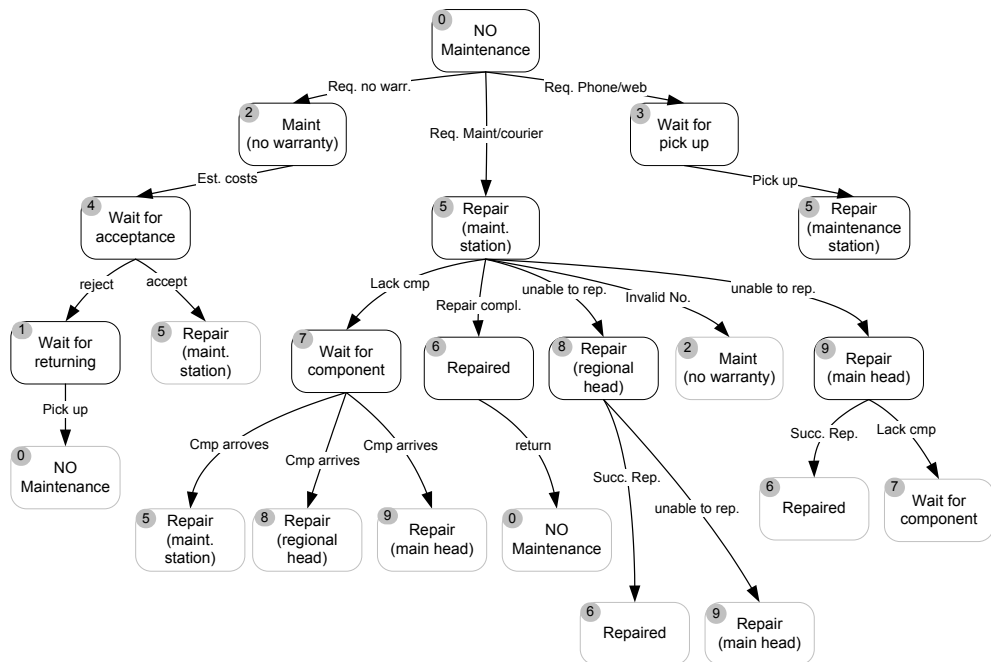 0
NO
Maintenance
Req. no warr.
Req. Phone/web
2
Maint
(no warranty)
Req. Maint/courier
3
Wait for
pick up
Est. costs
Pick up
4
Wait for
acceptance
5
Repair
(maint.
station)
5
Repair
(maintenance
station)
reject
accept
Lack cmp
Repair compl.
unable to rep.
Invalid No.
unable to rep.
1
Wait for
returning
5
Repair
(maint.
station)
7
Wait for
component
6
Repaired
8
Repair
(regional
head)
2
Maint
(no warranty)
9
Repair
(main head)
Pick up
Cmp arroves
Cmp arrives
Cmp arrives
return
Succ. Rep.
unable to rep.
Succ. Rep.
Lack cmp
0
NO
Maintenance
5
Repair
(maint.
station)
8
Repair
(regional
head)
9
Repair
(main head)
0
NO
Maintenance
6
Repaired
7
Wait for
component
6
Repaired
9
Repair
(main head)